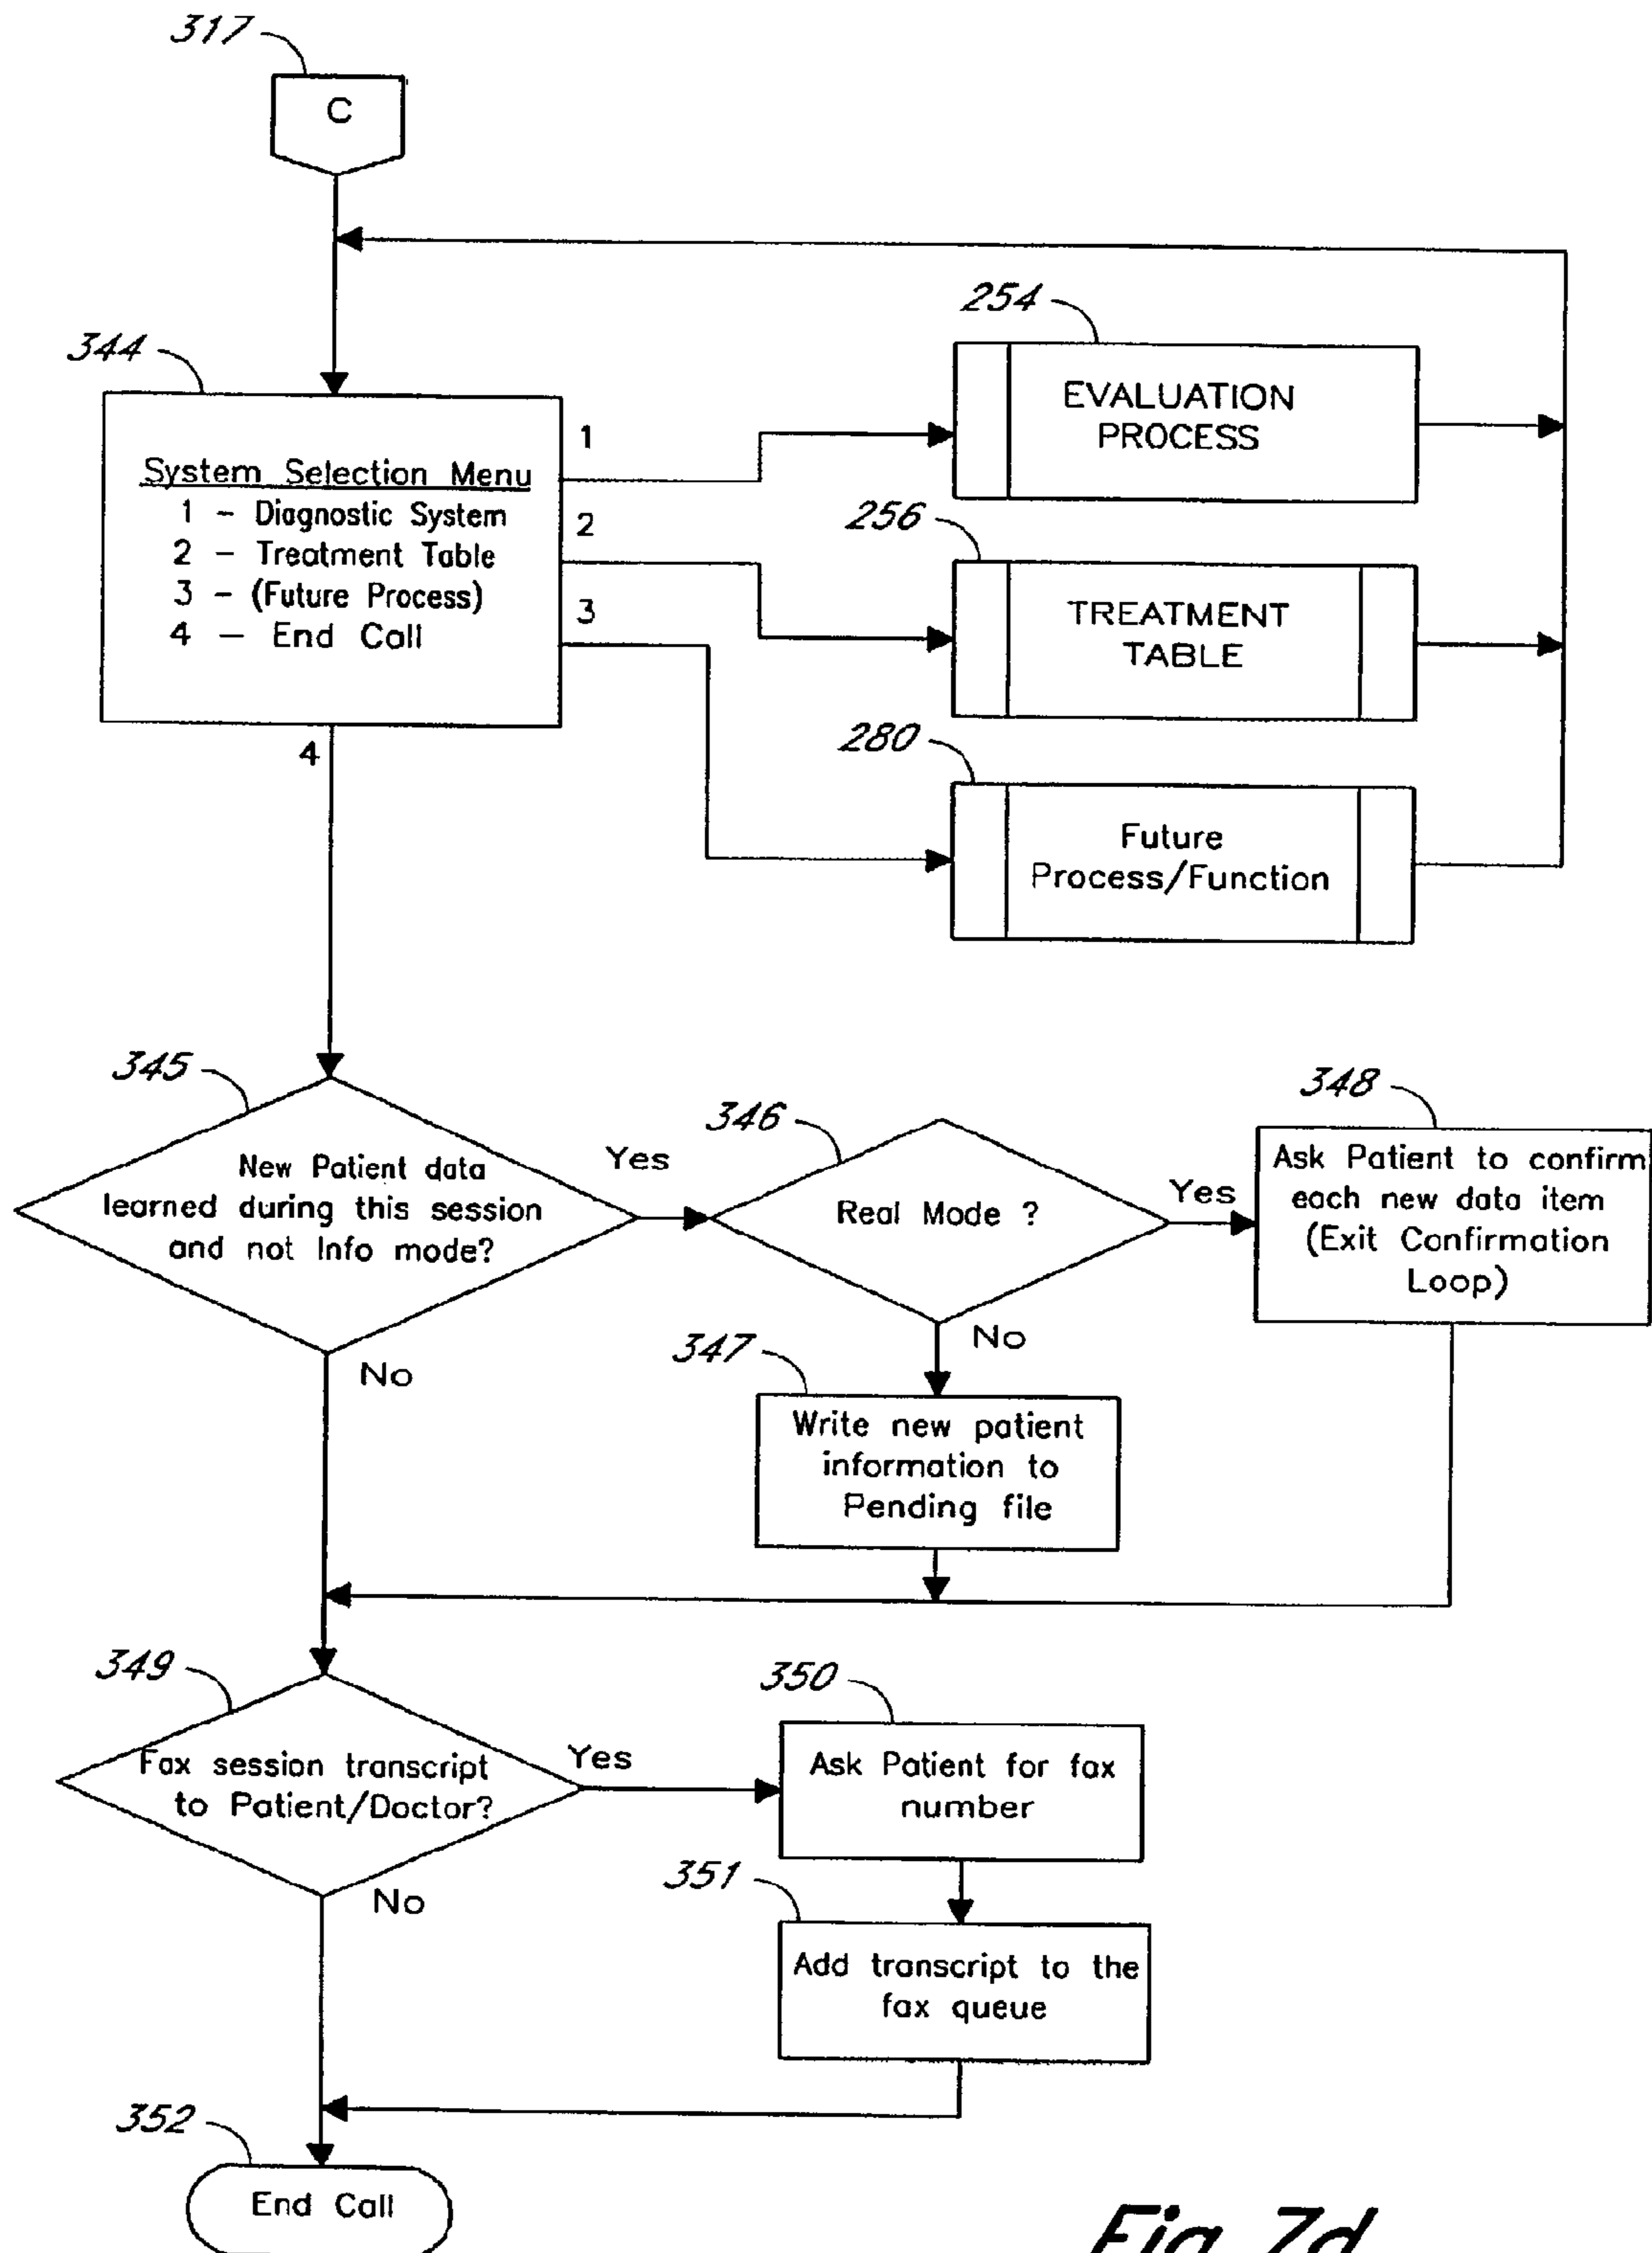 317
C
254
344
EVALUATION
PROCESS
System Selection Menu
1 - Diagnostic System
2 - Treatment Table
3 - (Future Process)
4 - End Call
1
2
3
4
256
TREATMENT
TABLE
280
Future
Process/Function
345
New Patient data
learned during this session
and not Info mode?
Yes
No
346
Real Mode ?
Yes
No
348
Ask Patient to confirm
each new data item
(Exit Confirmation
Loop)
347
Write new patient
information to
Pending file
349
Fax session transcript
to Patient/Doctor?
Yes
No
350
Ask Patient for fax
number
351
Add transcript to the
fax queue
352
End Call
Fig. 7d